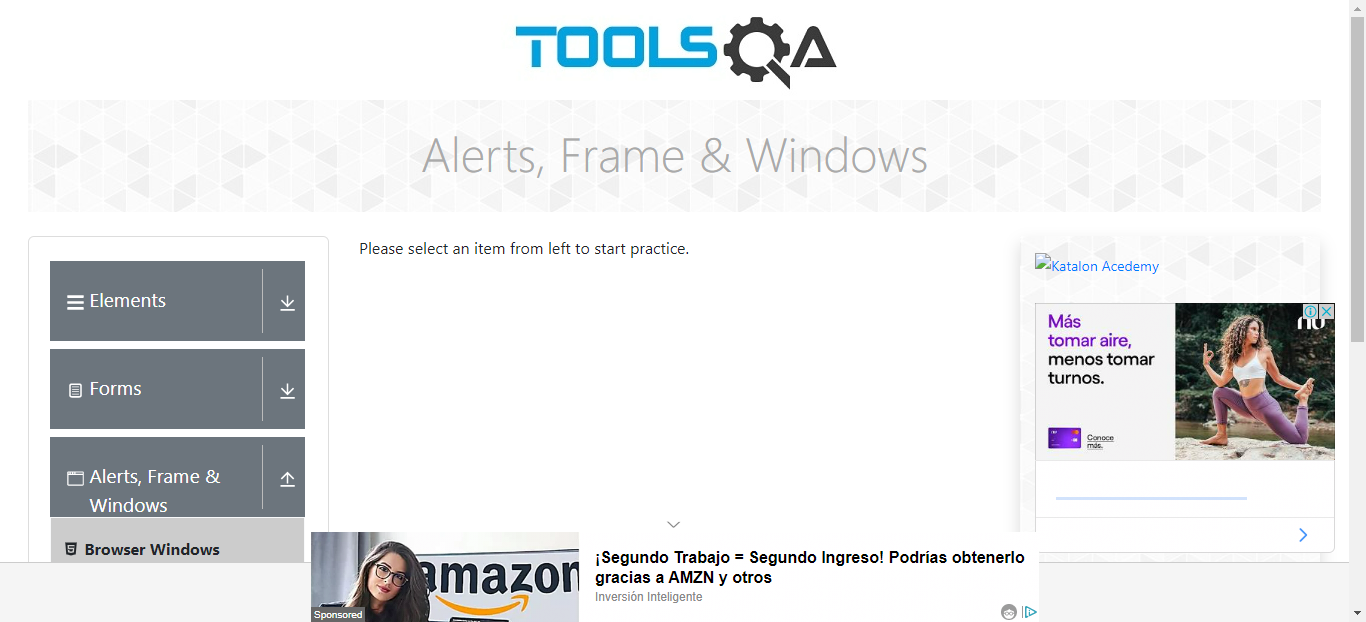 TOOLSQA
Alerts, Frame & Windows
Please select an item from left to start practice.
Elements
Forms
Alerts, Frame &
Windows
Browser Windows
Katalon Acedemy
Más
tomar aire,
menos tomar
turnos.
nu
Conoce
más.
amazon
Sponsored
¡Segundo Trabajo = Segundo Ingreso! Podrías obtenerlo
gracias a AMZN y otros
Inversión Inteligente